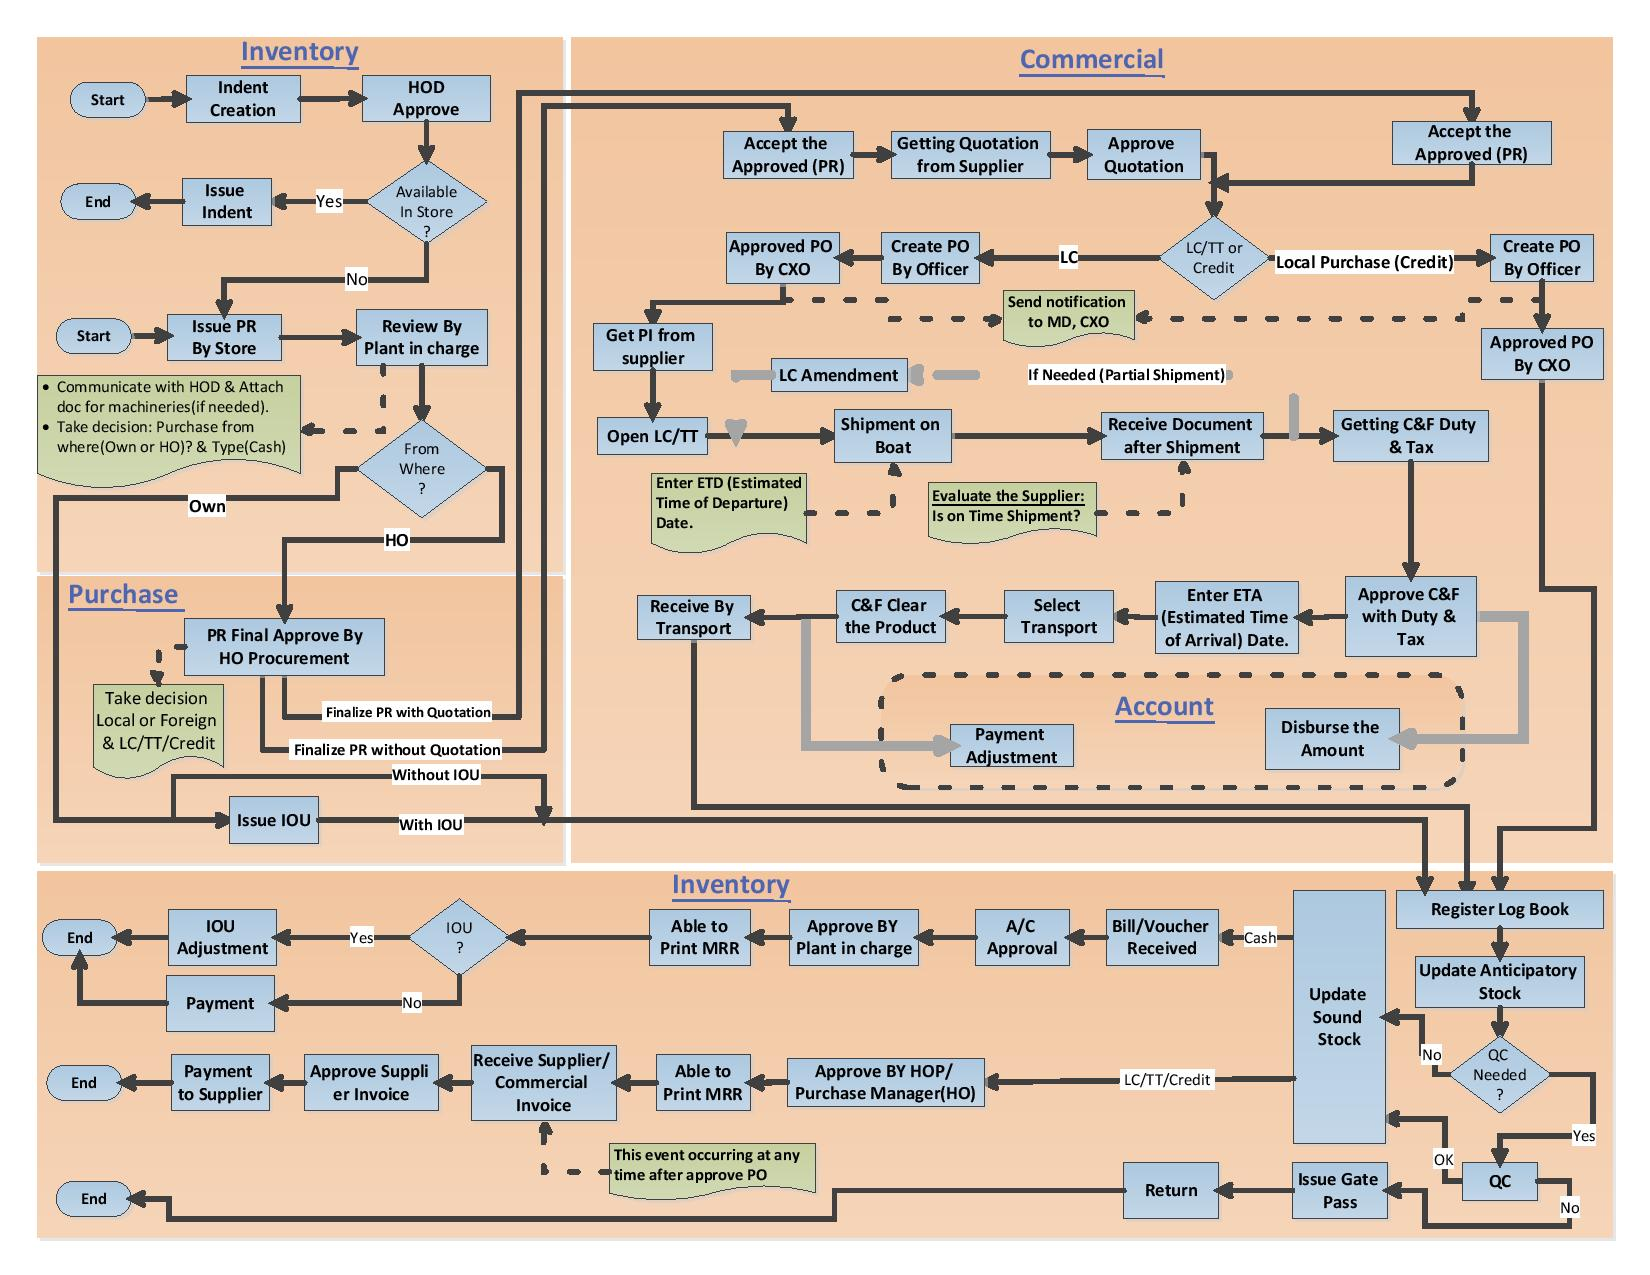 Inventory
Start
Indent
Creation
HOD
Approve
Available
In Store
?
Yes
Issue
Indent
End
No
Start
Issue PR
By Store
Review By
Plant in charge
• Communicate with HOD & Attach
doc for machineries(if needed).
• Take decision: Purchase from
where(Own or HO)? & Type(Cash)
From
Where
?
Own
HO
Purchase
PR Final Approve By
HO Procurement
Take decision
Local or Foreign
& LC/TT/Credit
Finalize PR with Quotation
Finalize PR without Quotation
Without IOU
Issue IOU
With IOU
Commercial
Accept the
Approved (PR)
Getting Quotation
from Supplier
Approve
Quotation
Accept the
Approved (PR)
LC/TT or
Credit
LC
Local Purchase (Credit)
Approved PO
By CXO
Create PO
By Officer
Create PO
By Officer
Send notification
to MD, CXO
Get PI from
supplier
Approved PO
By CXO
LC Amendment
If Needed (Partial Shipment)
Open LC/TT
Shipment on
Boat
Receive Document
after Shipment
Getting C&F Duty
& Tax
Enter ETD (Estimated
Time of Departure)
Date.
Evaluate the Supplier:
Is on Time Shipment?
Receive By
Transport
C&F Clear
the Product
Select
Transport
Enter ETA
(Estimated Time
of Arrival) Date.
Approve C&F
with Duty &
Tax
Account
Payment
Adjustment
Disburse the
Amount
Inventory
End
IOU
Adjustment
Yes
IOU
?
Able to
Print MRR
Approve BY
Plant in charge
A/C
Approval
Bill/Voucher
Received
Cash
Update
Sound
Stock
Register Log Book
Update Anticipatory
Stock
Payment
No
QC
Needed
?
No
Yes
End
Payment
to Supplier
Approve Suppli
er Invoice
Receive Supplier/
Commercial
Invoice
Able to
Print MRR
Approve BY HOP/
Purchase Manager(HO)
LC/TT/Credit
This event occurring at any
time after approve PO
OK
QC
No
End
Return
Issue Gate
Pass